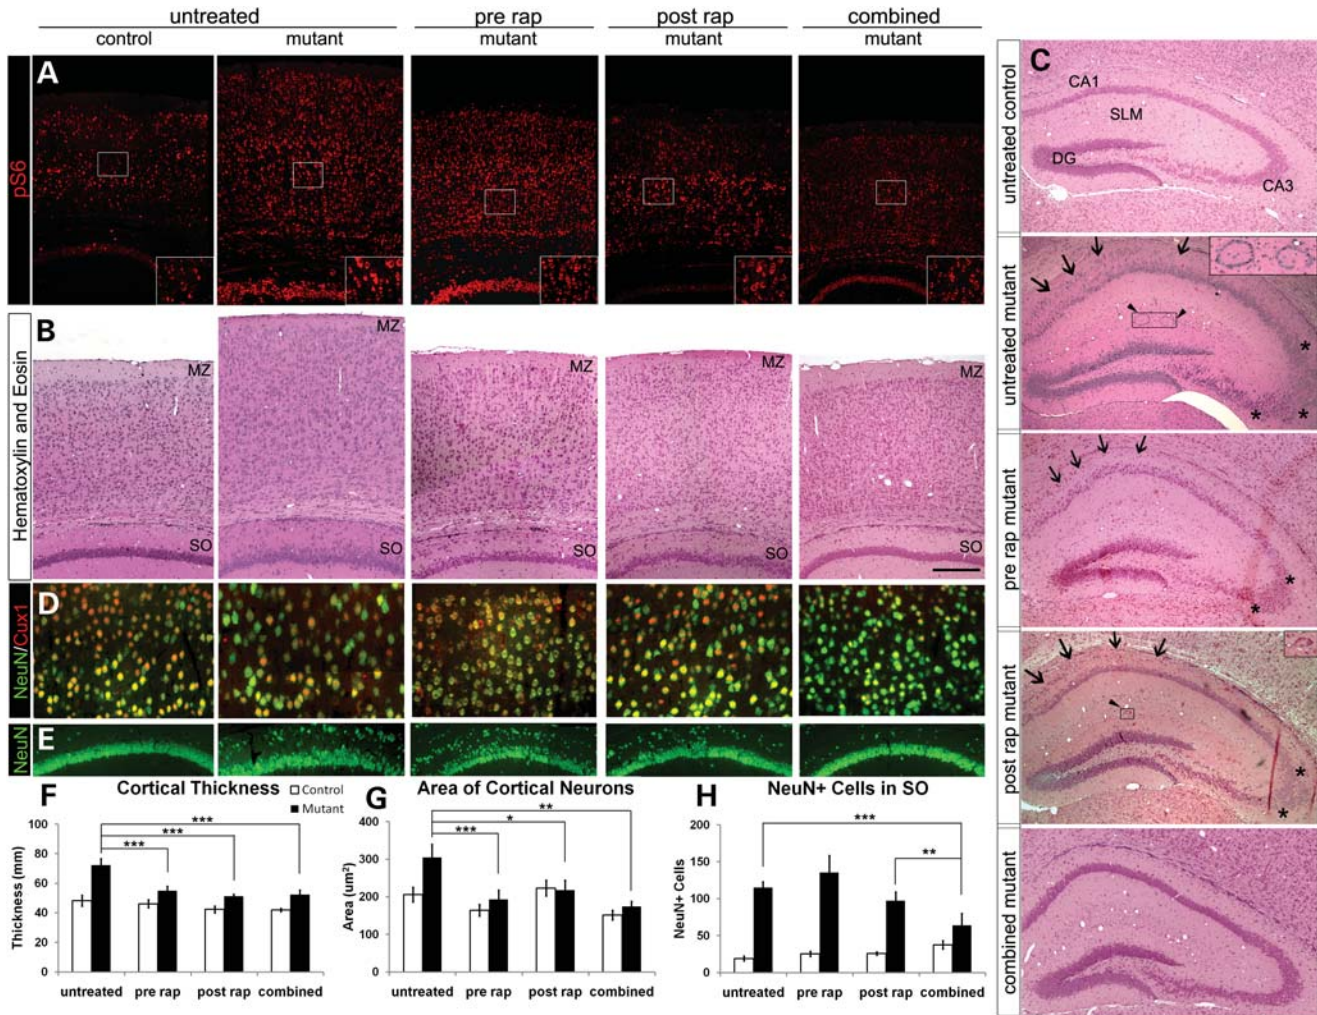 untreated pre rap post rap combined
control mutant mutant mutant mutant
A
pS6
B
Hematoxylin and Eosin
MZ MZ MZ MZ MZ
SO SO SO SO SO
D
NeuN/Cux1
E
NeuN
C
untreated control
CA1
SLM
DG
CA3
untreated mutant
* * *
pre rap mutant
* *
post rap mutant
* *
combined mutant
F Cortical Thickness
Control
Mutant
***
***
***
Thickness (mm)
100
80
60
40
20
0
untreated pre rap post rap combined
G Area of Cortical Neurons
**
*
***
Area (um²)
400
300
200
100
0
untreated pre rap post rap combined
H NeuN+ Cells in SO
***
**
NeuN+ Cells
200
150
100
50
0
untreated pre rap post rap combined